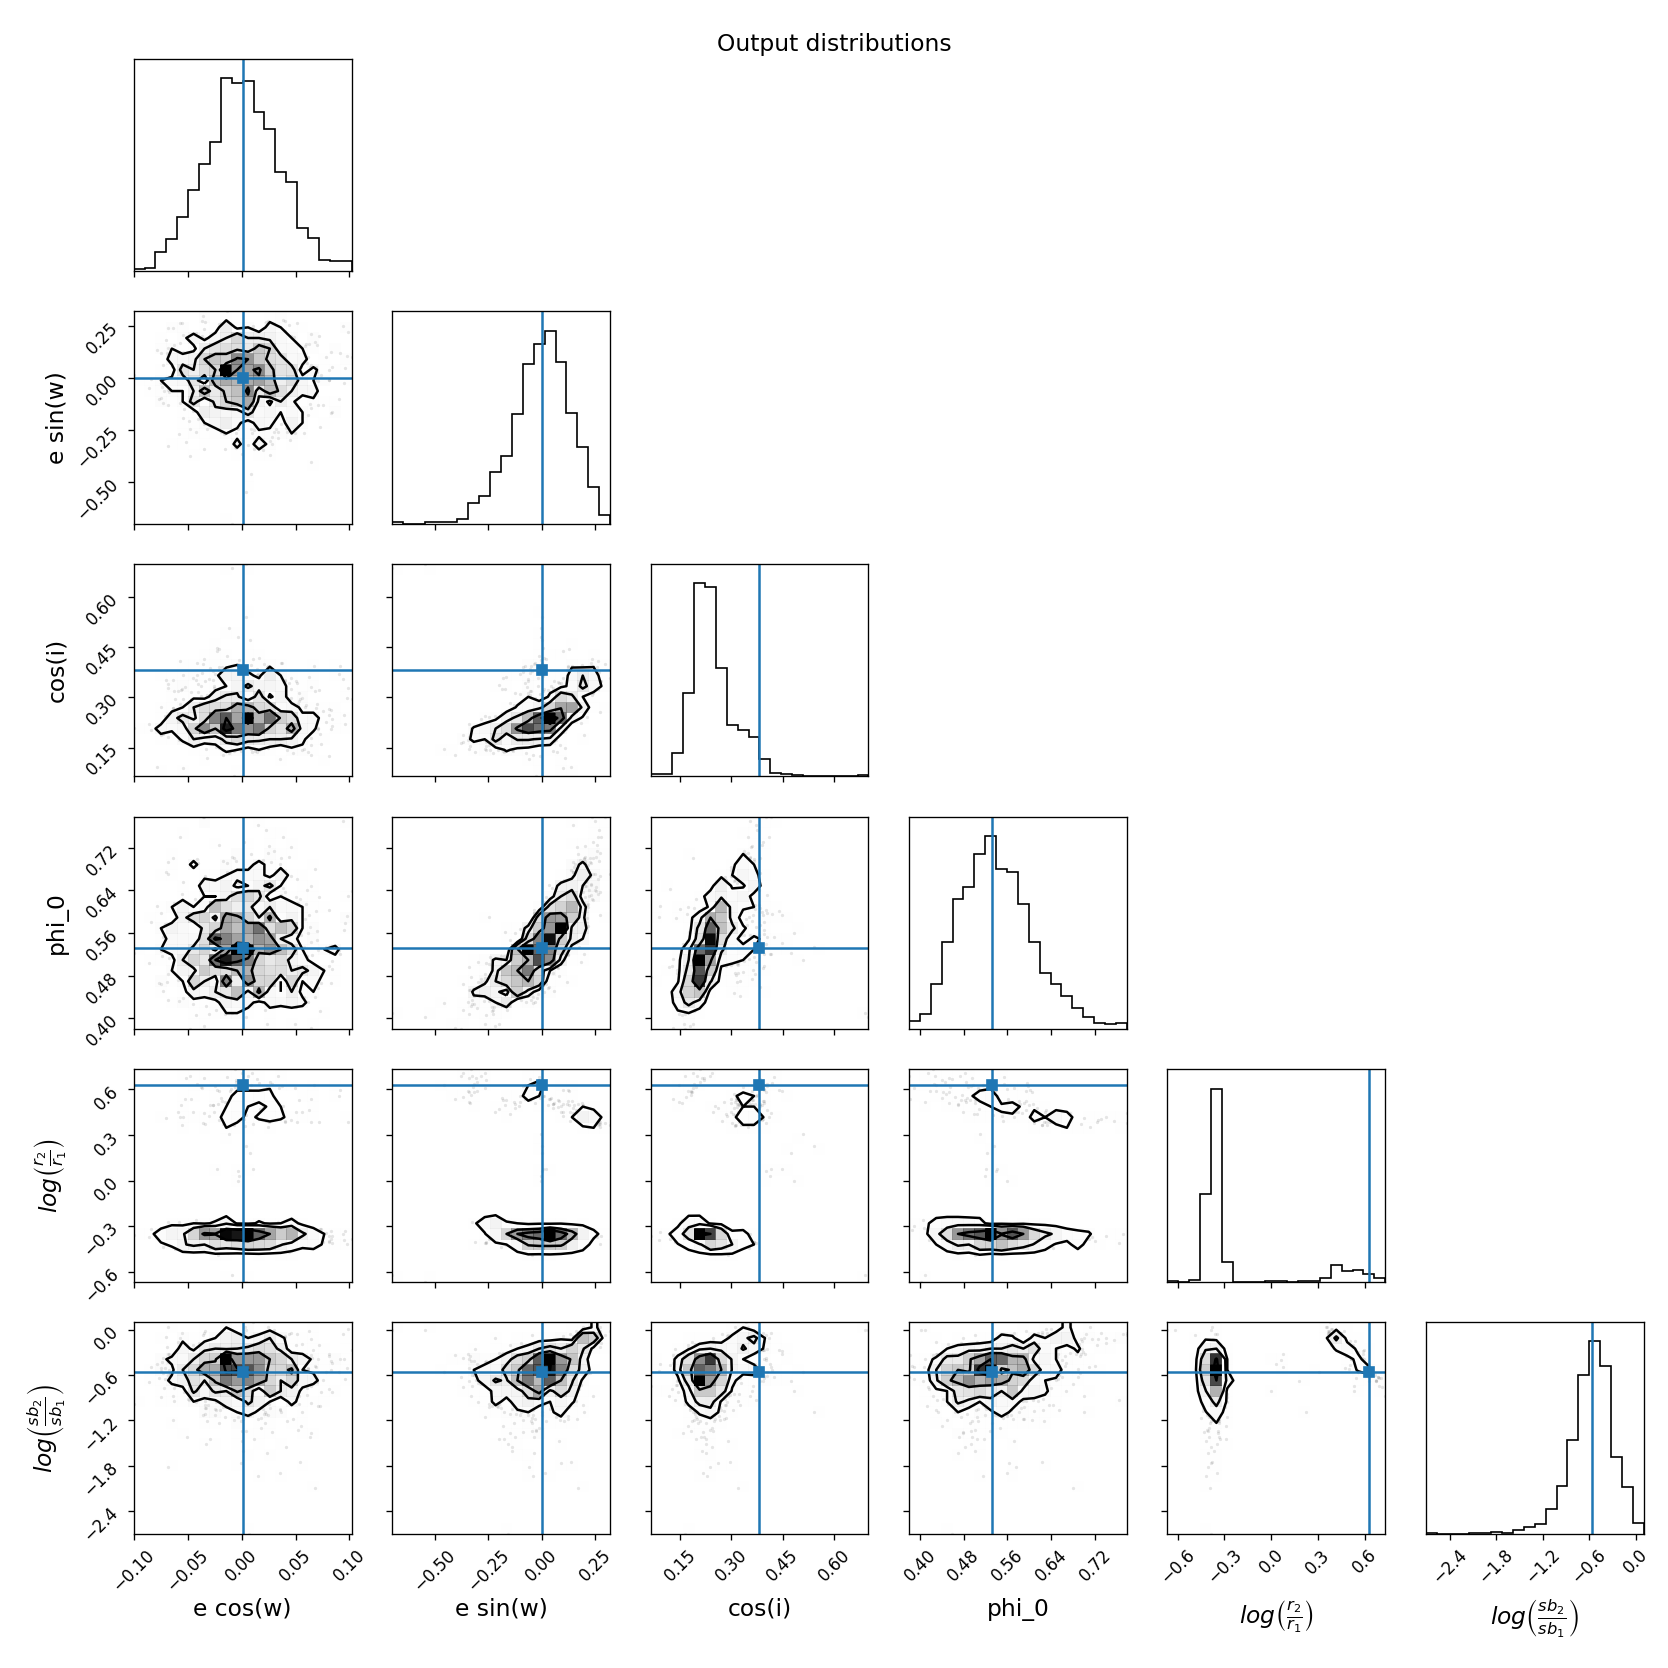 Output distributions
e sin(w)
0.25
0.00
−0.25
−0.50
cos(i)
0.60
0.45
0.30
0.15
phi_0
0.72
0.64
0.56
0.48
0.40
log(r₂/r₁)
0.6
0.3
0.0
−0.3
−0.6
log(sb₂/sb₁)
0.0
−0.6
−1.2
−1.8
−2.4
−0.10 −0.05 0.00 0.05 0.10
−0.50 −0.25 0.00 0.25
0.15 0.30 0.45 0.60
0.40 0.48 0.56 0.64 0.72
−0.6 −0.3 0.0 0.3 0.6
−2.4 −1.8 −1.2 −0.6 0.0
e cos(w)
e sin(w)
cos(i)
phi_0
log(r₂/r₁)
log(sb₂/sb₁)